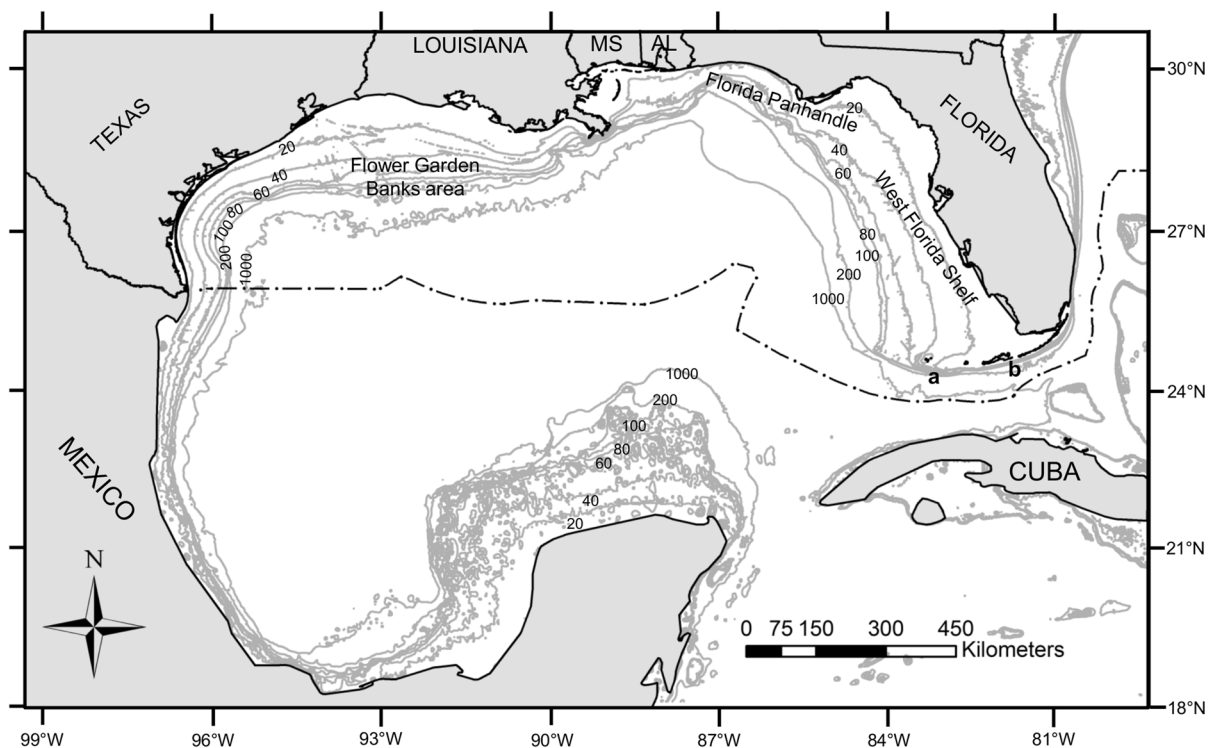 LOUISIANA
MS
AL
30°N
TEXAS
Florida Panhandle
20
FLORIDA
20
40
Flower Garden
Banks area
40
60
60
80
100
200
1000
West Florida Shelf
27°N
80
100
200
1000
a
b
24°N
1000
200
100
80
60
40
20
MEXICO
CUBA
21°N
N
0 75 150 300 450
Kilometers
18°N
99°W 96°W 93°W 90°W 87°W 84°W 81°W